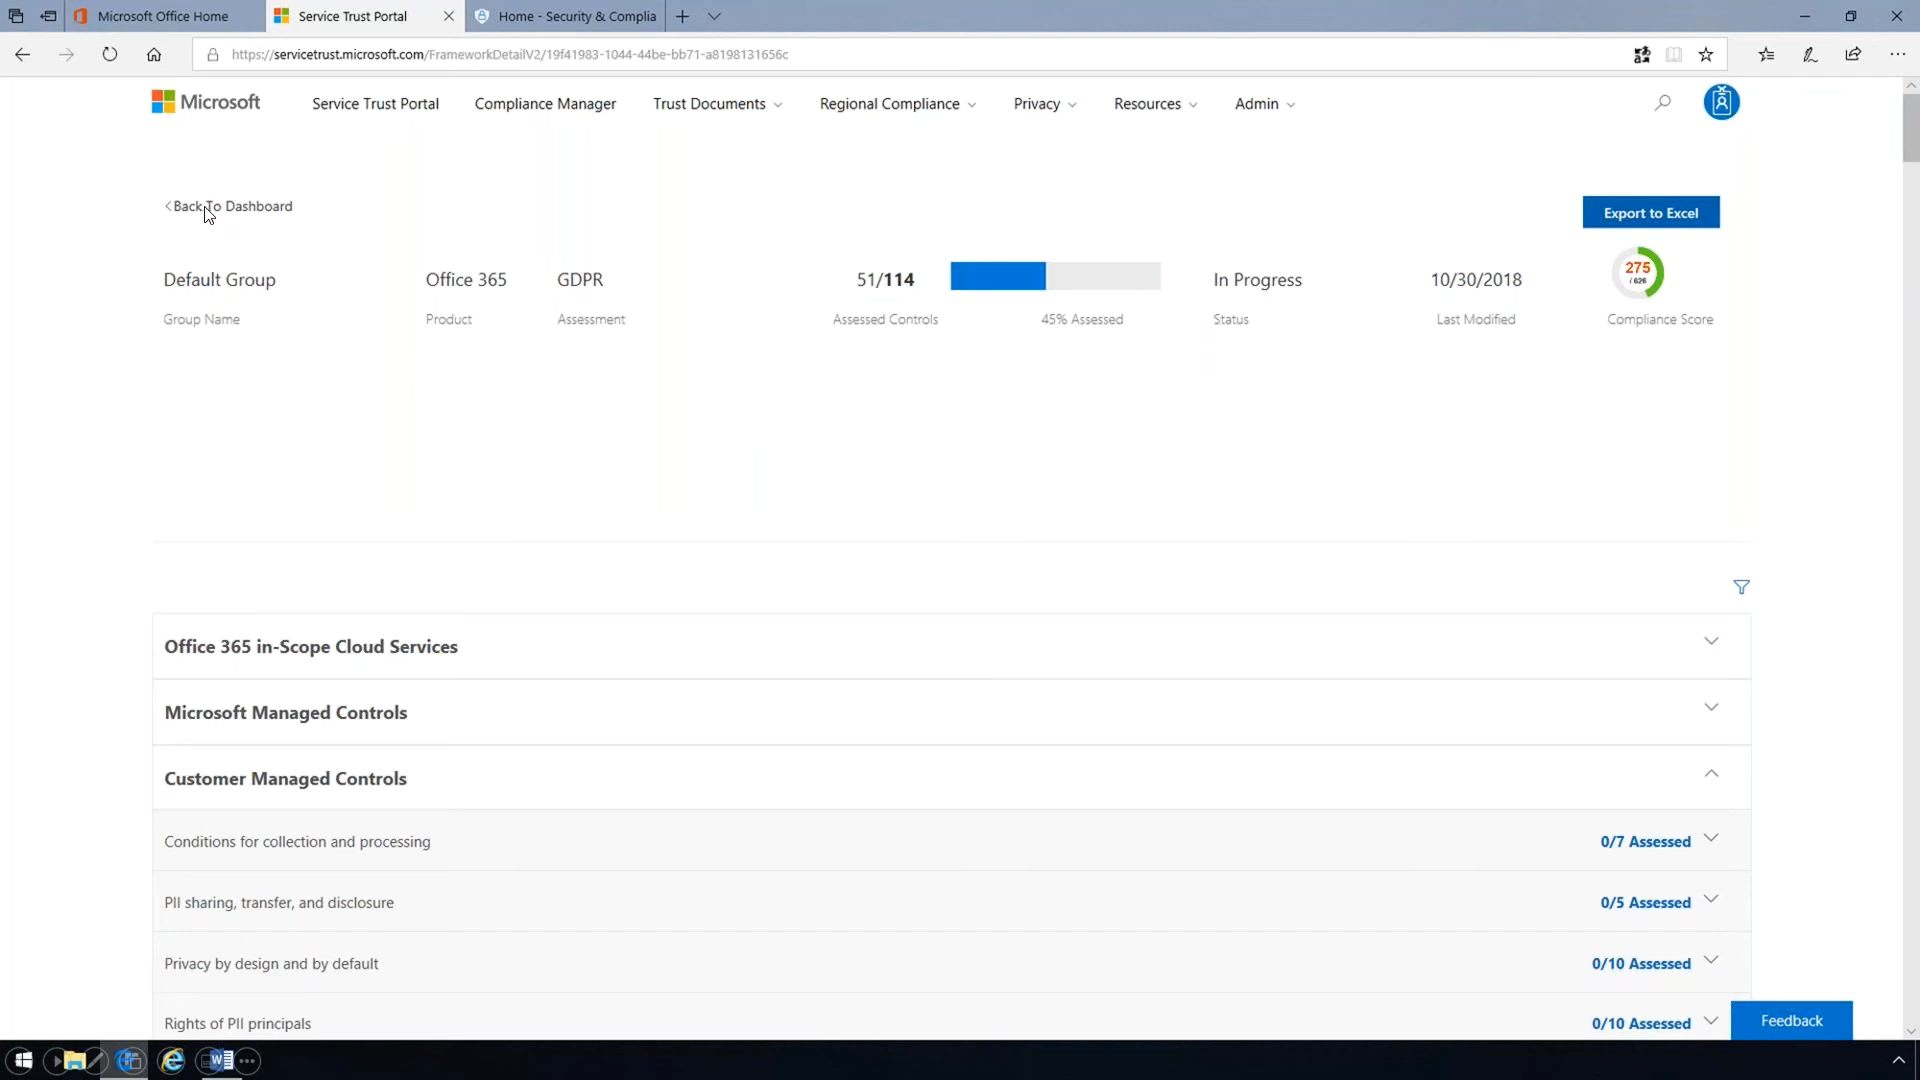 Microsoft Office Home
Service Trust Portal
Home - Security & Complia
https://servicetrust.microsoft.com/FrameworkDetailV2/19f41983-1044-44be-bb71-a8198131656c
Microsoft
Service Trust Portal
Compliance Manager
Trust Documents
Regional Compliance
Privacy
Resources
Admin
Back To Dashboard
Export to Excel
Default Group
Office 365
GDPR
51/114
In Progress
10/30/2018
275
/ 626
Group Name
Product
Assessment
Assessed Controls
45% Assessed
Status
Last Modified
Compliance Score
Office 365 in-Scope Cloud Services
Microsoft Managed Controls
Customer Managed Controls
Conditions for collection and processing
0/7 Assessed
PII sharing, transfer, and disclosure
0/5 Assessed
Privacy by design and by default
0/10 Assessed
Rights of PII principals
0/10 Assessed
Feedback